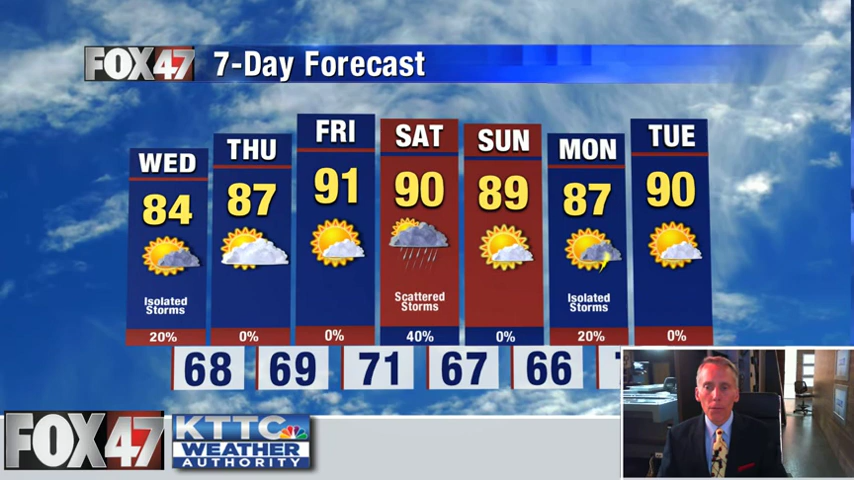 FOX47 7-Day Forecast
WED THU FRI SAT SUN MON TUE
84 87 91 90 89 87 90
Isolated Storms
Scattered Storms
Isolated Storms
20% 0% 0% 40% 0% 20% 0%
68 69 71 67 66
FOX47
KTTC
WEATHER
AUTHORITY